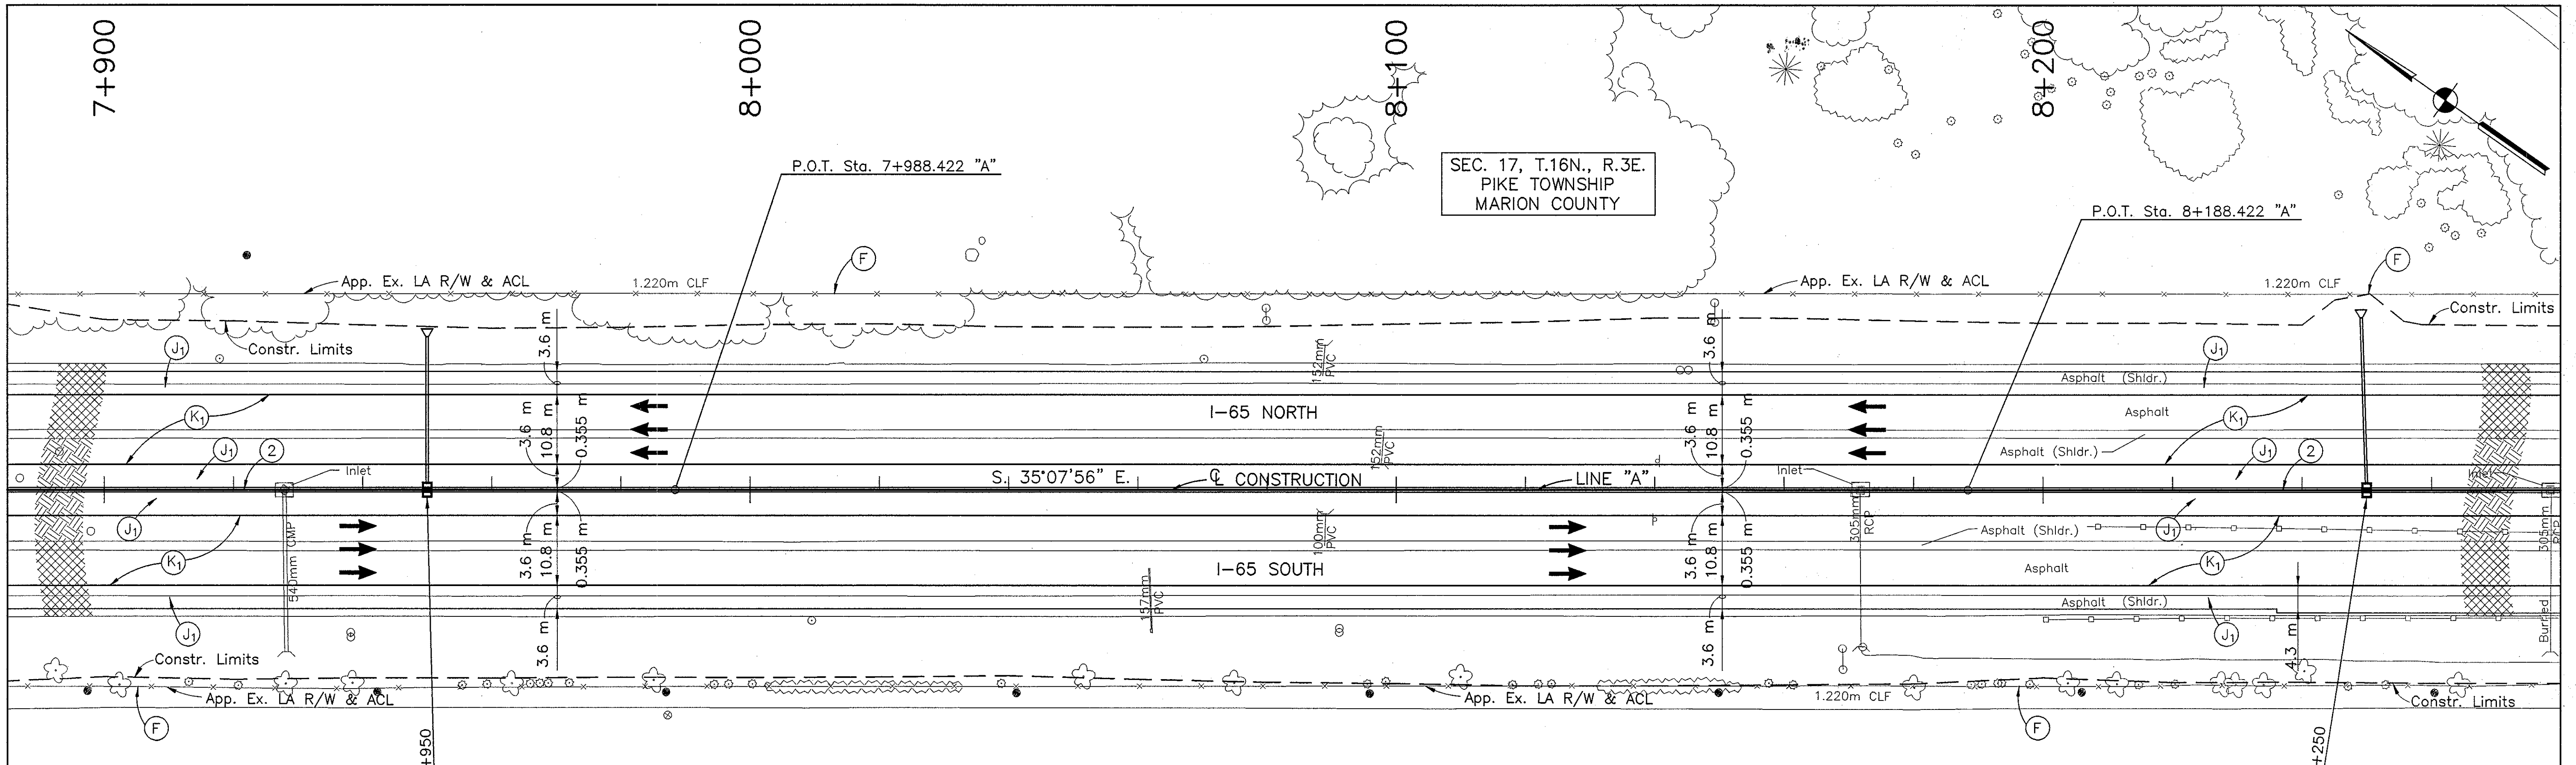 7+900
8+000
8+100
8+200
P.O.T. Sta. 7+988.422 "A"
SEC. 17, T.16N., R.3E.
PIKE TOWNSHIP
MARION COUNTY
P.O.T. Sta. 8+188.422 "A"
F
F
App. Ex. LA R/W & ACL
1.220m CLF
App. Ex. LA R/W & ACL
1.220m CLF
Constr. Limits
Constr. Limits
J1
3.6 m
152mm
PVC
3.6 m
J1
Asphalt (Shldr.)
K1
3.6 m
10.8 m
0.355 m
I-65 NORTH
3.6 m
10.8 m
0.355 m
Asphalt
K1
J1
2
Inlet
152mm
PVC
Asphalt (Shldr.)
J1
2
Inlet
Inlet
S. 35°07'56" E.
℄ CONSTRUCTION
LINE "A"
J1
K1
540mm CMP
3.6 m
10.8 m
0.355 m
100mm
PVC
I-65 SOUTH
3.6 m
10.8 m
0.355 m
305mm
RCP
Asphalt (Shldr.)
J1
Asphalt
K1
305mm
RCP
157mm
PVC
Asphalt (Shldr.)
J1
J1
3.6 m
3.6 m
4.3 m
Constr. Limits
App. Ex. LA R/W & ACL
App. Ex. LA R/W & ACL
1.220m CLF
Constr. Limits
F
F
+950
+250